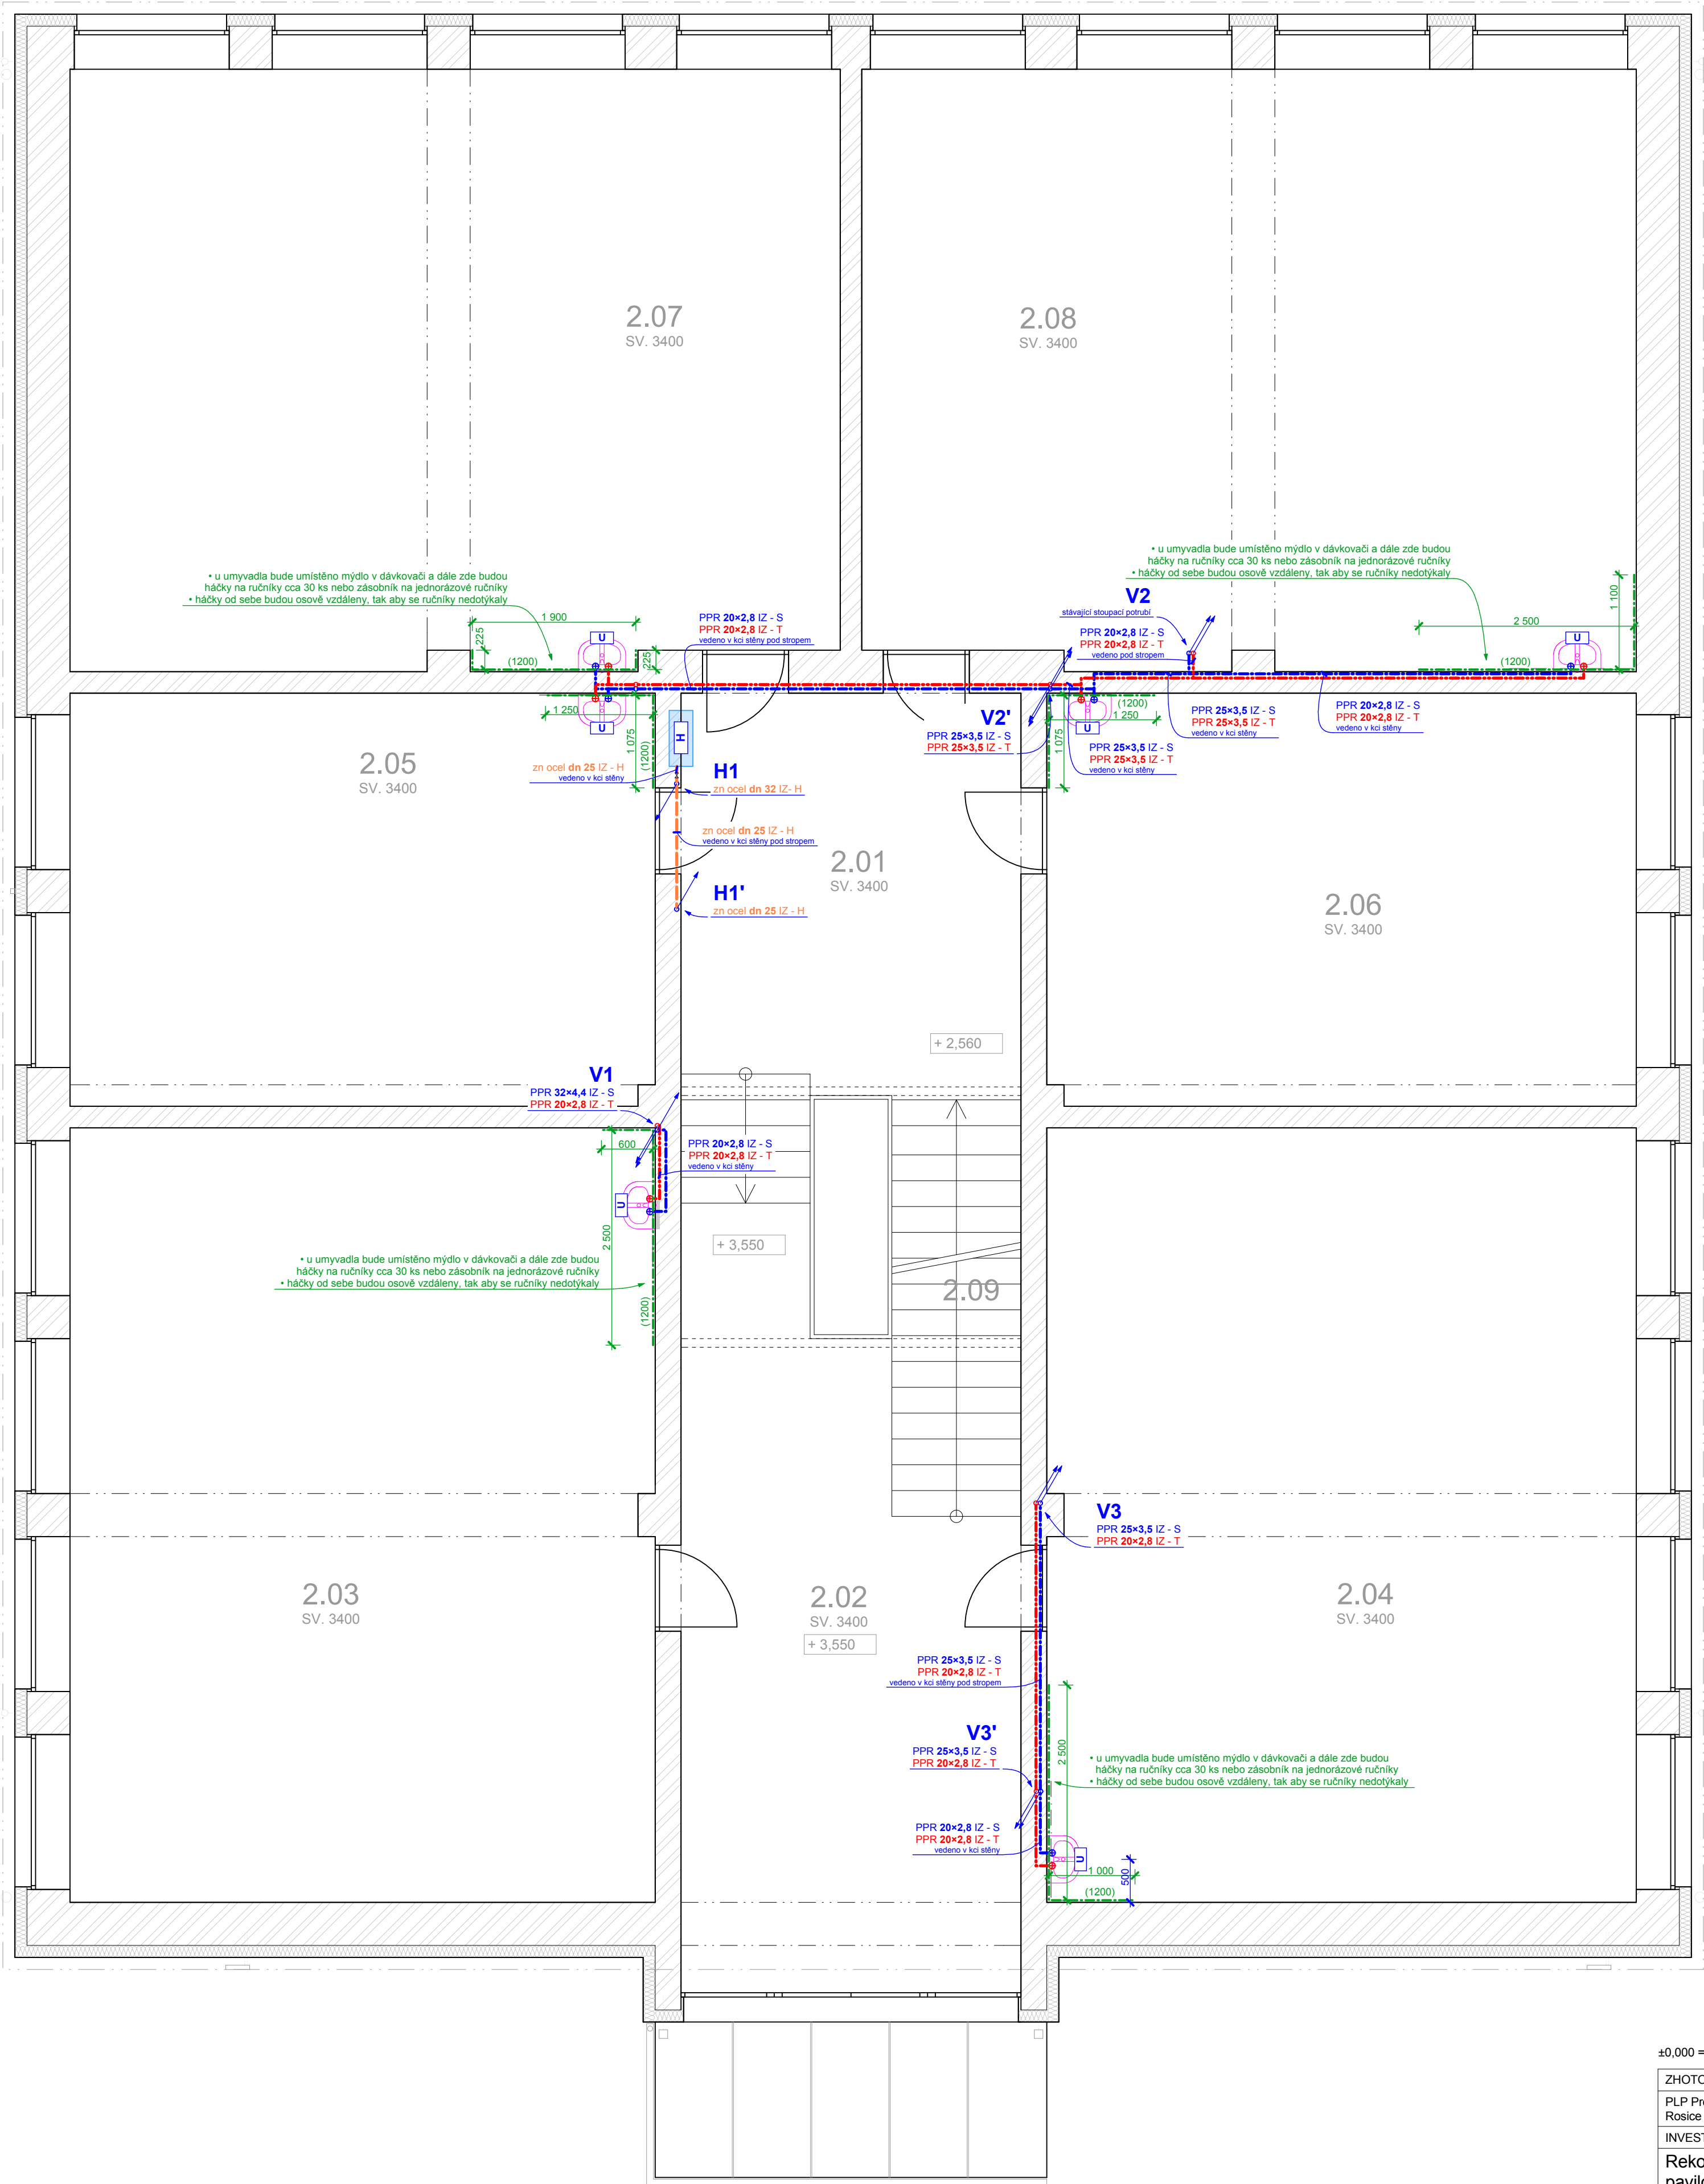 2.07
SV. 3400
2.08
SV. 3400
• u umyvadla bude umístěno mýdlo v dávkovači a dále zde budou
háčky na ručníky cca 30 ks nebo zásobník na jednorázové ručníky
• háčky od sebe budou osově vzdáleny, tak aby se ručníky nedotýkaly
1 900
225
(1200)
225
U
PPR 20×2,8 IZ - S
PPR 20×2,8 IZ - T
vedeno v kci stěny pod stropem
• u umyvadla bude umístěno mýdlo v dávkovači a dále zde budou
háčky na ručníky cca 30 ks nebo zásobník na jednorázové ručníky
• háčky od sebe budou osově vzdáleny, tak aby se ručníky nedotýkaly
V2
stávající stoupací potrubí
PPR 20×2,8 IZ - S
PPR 20×2,8 IZ - T
vedeno pod stropem
1 100
2 500
(1200)
U
1 250
U
1 075
(1200)
H
V2'
PPR 25×3,5 IZ - S
PPR 25×3,5 IZ - T
(1200)
1 250
U
1 075
PPR 25×3,5 IZ - S
PPR 25×3,5 IZ - T
vedeno v kci stěny
PPR 25×3,5 IZ - S
PPR 25×3,5 IZ - T
vedeno v kci stěny
PPR 20×2,8 IZ - S
PPR 20×2,8 IZ - T
vedeno v kci stěny
2.05
SV. 3400
zn ocel dn 25 IZ - H
vedeno v kci stěny
H1
zn ocel dn 32 IZ- H
zn ocel dn 25 IZ - H
vedeno v kci stěny pod stropem
H1'
zn ocel dn 25 IZ - H
2.01
SV. 3400
2.06
SV. 3400
+ 2,560
V1
PPR 32×4,4 IZ - S
PPR 20×2,8 IZ - T
600
PPR 20×2,8 IZ - S
PPR 20×2,8 IZ - T
vedeno v kci stěny
U
2 500
+ 3,550
• u umyvadla bude umístěno mýdlo v dávkovači a dále zde budou
háčky na ručníky cca 30 ks nebo zásobník na jednorázové ručníky
• háčky od sebe budou osově vzdáleny, tak aby se ručníky nedotýkaly
(1200)
2.09
V3
PPR 25×3,5 IZ - S
PPR 20×2,8 IZ - T
2.03
SV. 3400
2.02
SV. 3400
+ 3,550
2.04
SV. 3400
PPR 25×3,5 IZ - S
PPR 20×2,8 IZ - T
vedeno v kci stěny pod stropem
V3'
PPR 25×3,5 IZ - S
PPR 20×2,8 IZ - T
2 500
• u umyvadla bude umístěno mýdlo v dávkovači a dále zde budou
háčky na ručníky cca 30 ks nebo zásobník na jednorázové ručníky
• háčky od sebe budou osově vzdáleny, tak aby se ručníky nedotýkaly
PPR 20×2,8 IZ - S
PPR 20×2,8 IZ - T
vedeno v kci stěny
U
1 000
500
(1200)
±0,000 =
ZHOTO
PLP Pro
Rosice
INVEST
Reko